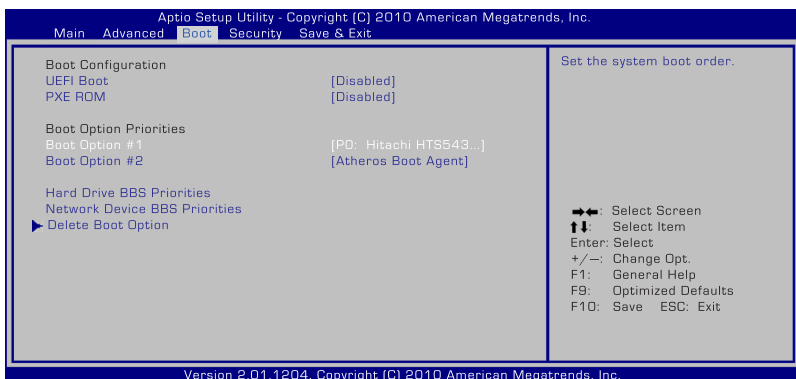 Aptio Setup Utility - Copyright (C) 2010 American Megatrends, Inc.
Main Advanced Boot Security Save & Exit
Boot Configuration
UEFI Boot [Disabled]
PXE ROM [Disabled]
Boot Option Priorities
Boot Option #1 [P0: Hitachi HTS543...]
Boot Option #2 [Atheros Boot Agent]
Hard Drive BBS Priorities
Network Device BBS Priorities
Delete Boot Option
Set the system boot order.
→←: Select Screen
↑↓: Select Item
Enter: Select
+/—: Change Opt.
F1: General Help
F9: Optimized Defaults
F10: Save ESC: Exit
Version 2.01.1204. Copyright (C) 2010 American Megatrends, Inc.